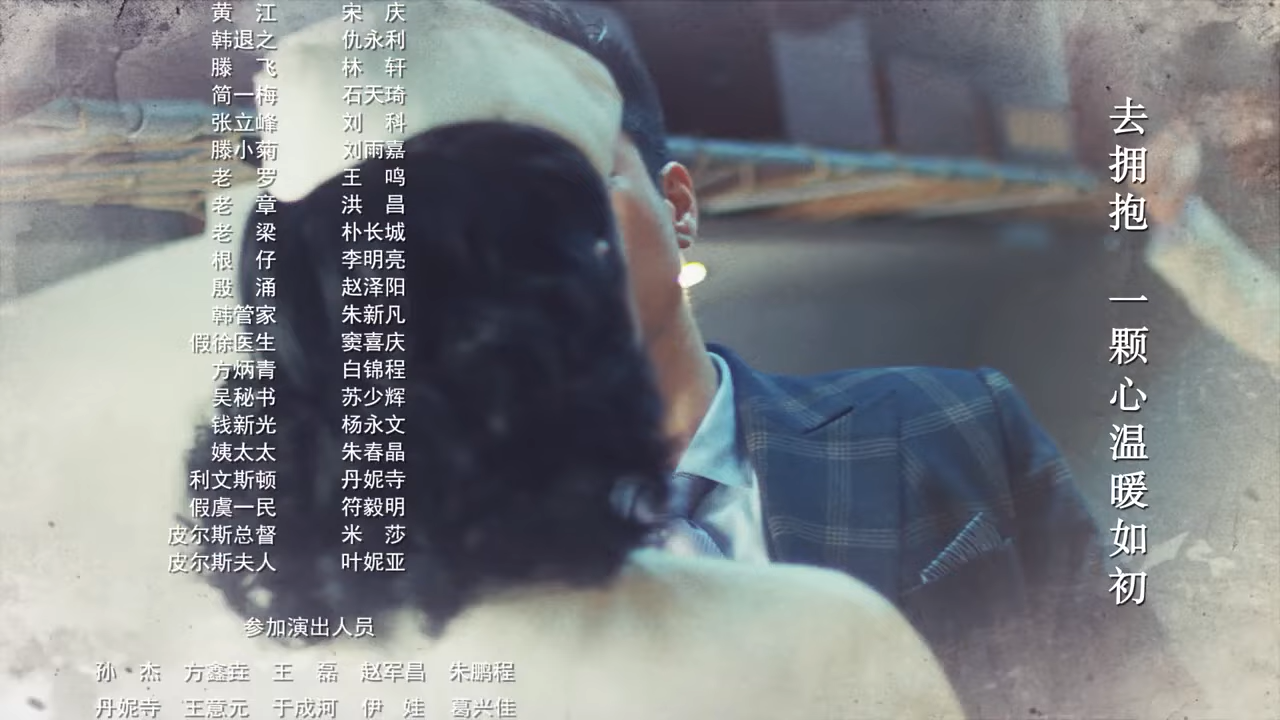 黄 江 宋 庆
韩退之 仇永利
滕 飞 林 轩
简一梅 石天琦
张立峰 刘 科
滕小菊 刘雨嘉
老 罗 王 鸣
老 章 洪 昌
老 梁 朴长城
根 仔 李明亮
殷 涌 赵泽阳
韩管家 朱新凡
假徐医生 窦喜庆
方炳青 白锦程
吴秘书 苏少辉
钱新光 杨永文
姨太太 朱春晶
利文斯顿 丹妮寺
假虞一民 符毅明
皮尔斯总督 米 莎
皮尔斯夫人 叶妮亚
参加演出人员
孙 杰 方鑫垚 王 磊 赵军昌 朱鹏程
丹妮寺 王意元 于成河 伊 娃 葛兴佳
去拥抱 一颗心温暖如初